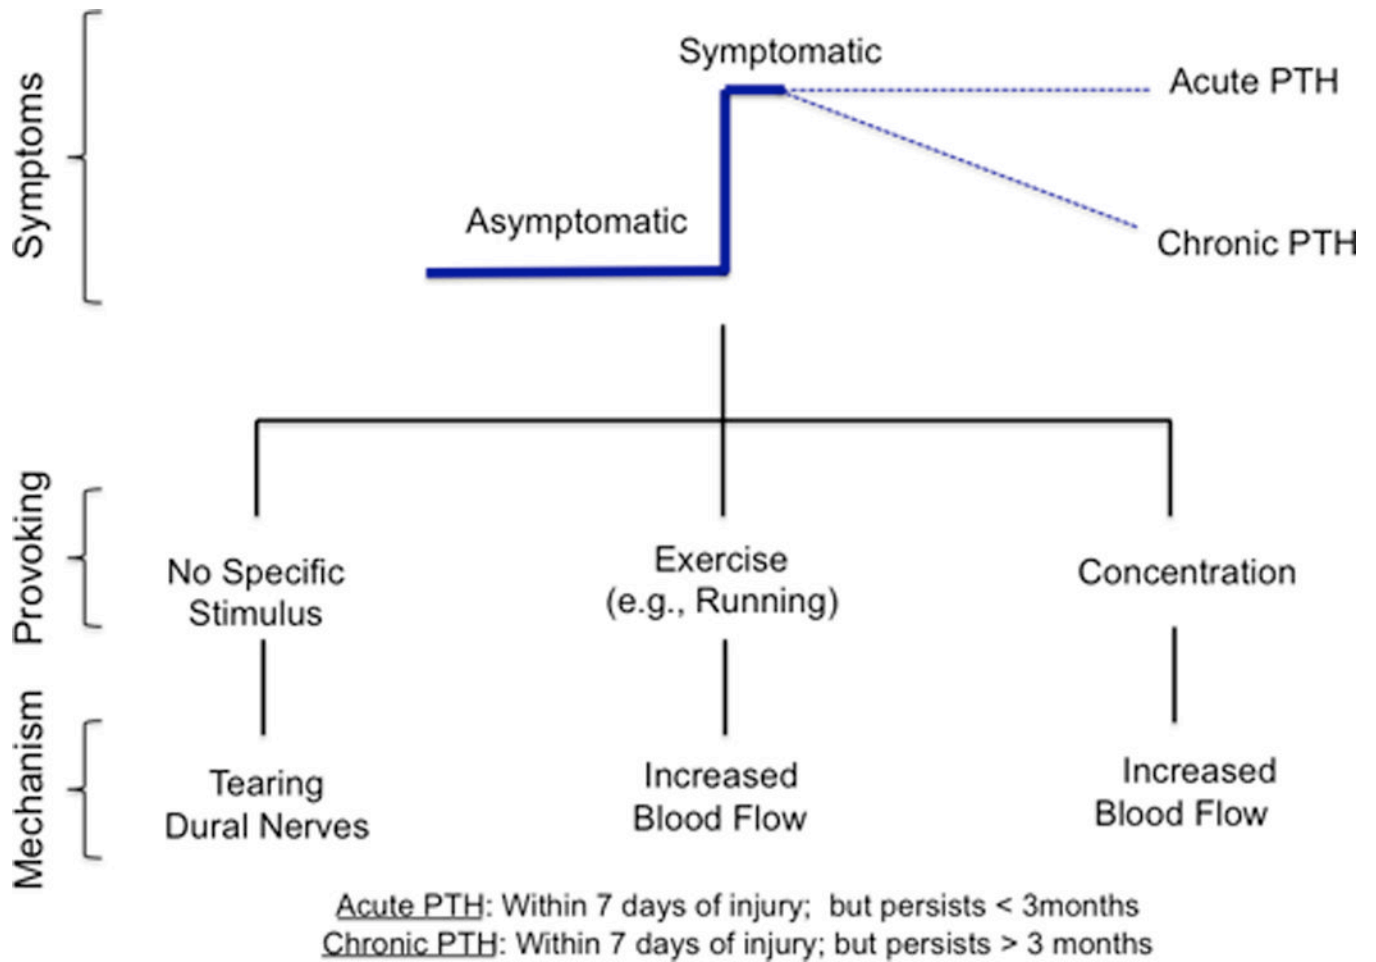 Symptoms
Symptomatic
Acute PTH
Asymptomatic
Chronic PTH
Provoking
No Specific
Stimulus
Exercise
(e.g., Running)
Concentration
Mechanism
Tearing
Dural Nerves
Increased
Blood Flow
Increased
Blood Flow
Acute PTH: Within 7 days of injury;  but persists < 3months
Chronic PTH: Within 7 days of injury; but persists > 3 months